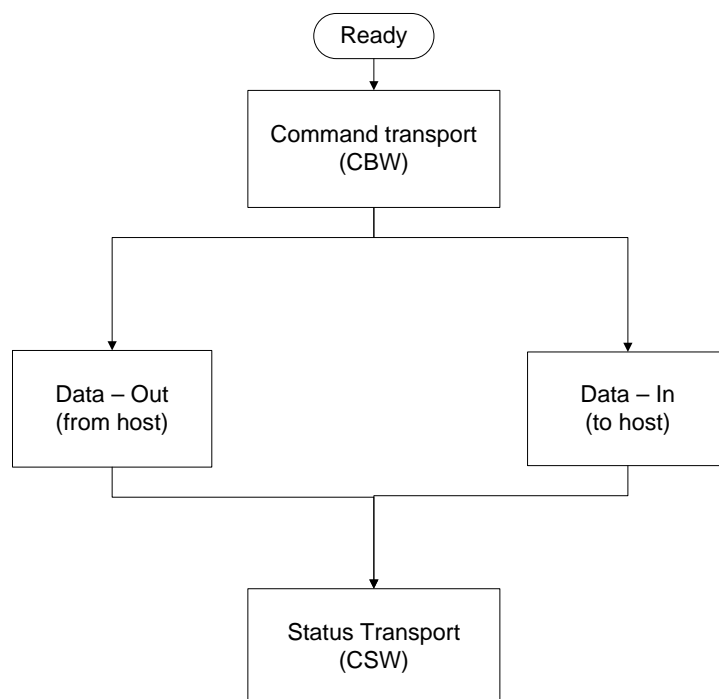 Ready
Command transport
(CBW)
Data – Out
(from host)
Data – In
(to host)
Status Transport
(CSW)